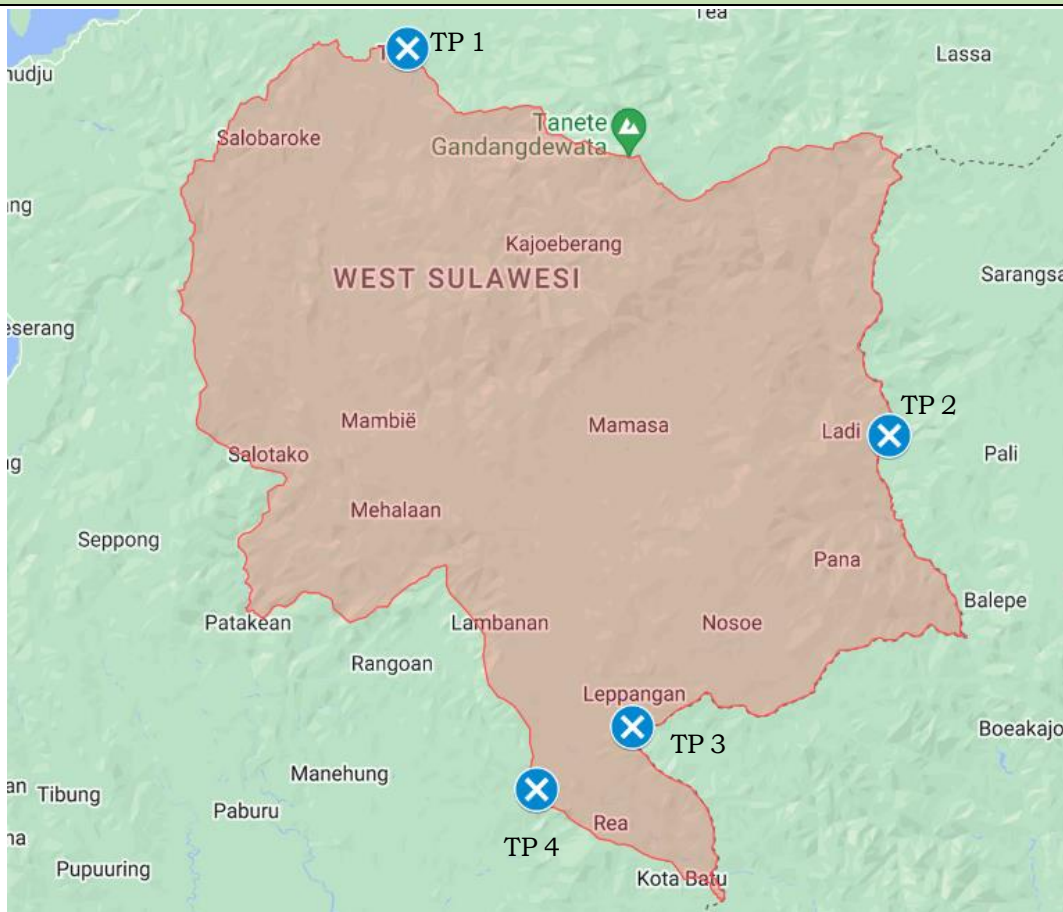 Tea
TP 1
Lassa
Tanete
Gandangdewata
Salobaroke
Kajoeberang
WEST SULAWESI
Sarangsa
TP 2
Mambië
Mamasa
Ladi
Pali
Salotako
Mehalaan
Seppong
Pana
Balepe
Patakean
Lambanan
Nosoe
Rangoan
Leppangan
Boeakajo
TP 3
Manehung
Tibung
Paburu
Rea
TP 4
Pupuuring
Kota Batu